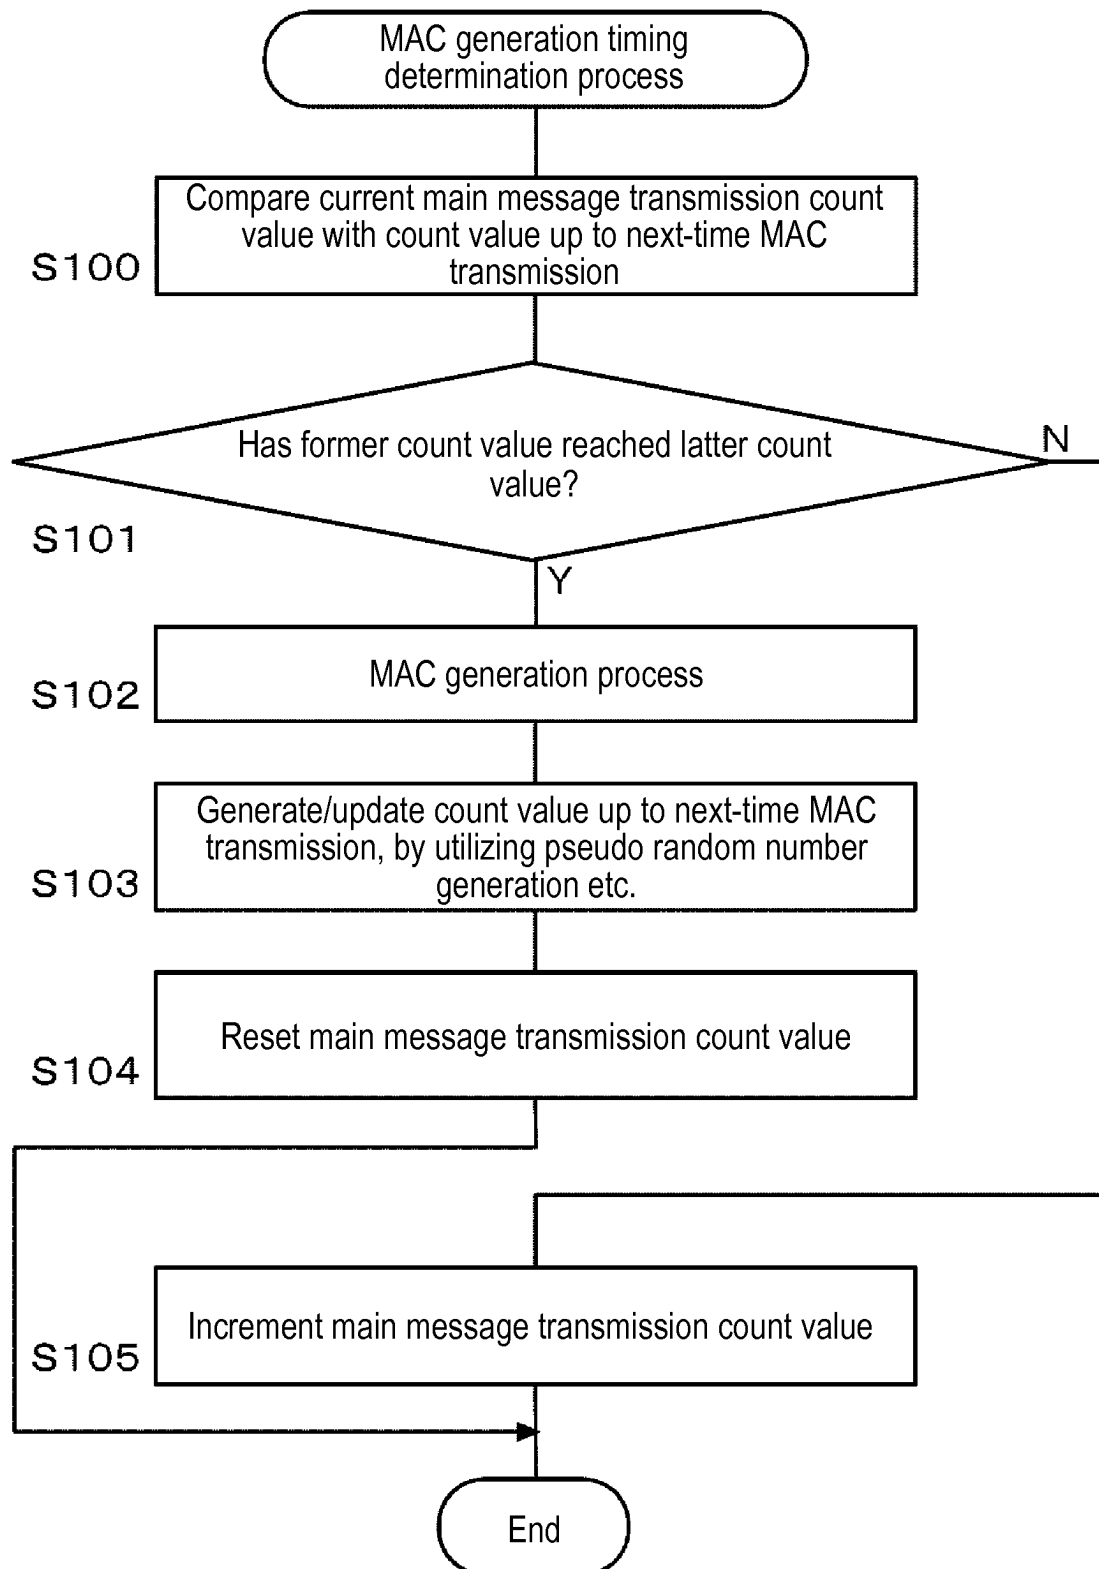 MAC generation timing
determination process
Compare current main message transmission count
value with count value up to next-time MAC
transmission
S100
Has former count value reached latter count
value?
N
S101
Y
MAC generation process
S102
Generate/update count value up to next-time MAC
transmission, by utilizing pseudo random number
generation etc.
S103
Reset main message transmission count value
S104
Increment main message transmission count value
S105
End